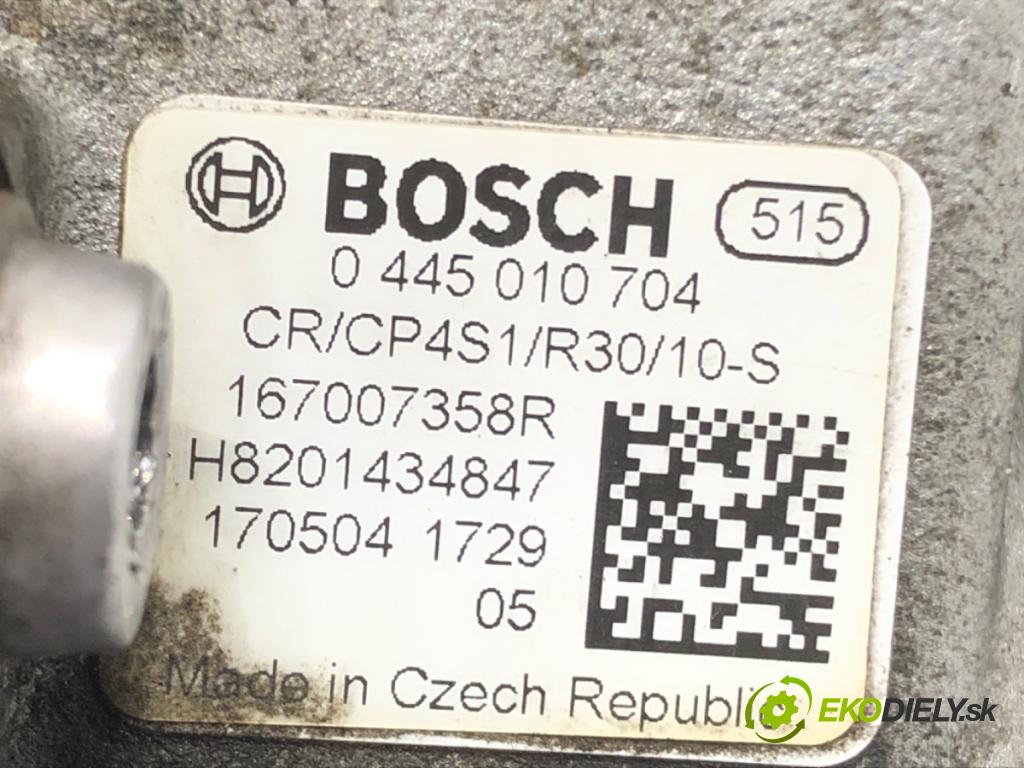 BOSCH 515
0 445 010 704
CR/CP4S1/R30/10-S
167007358R
H8201434847
170504 1729
05
Made in Czech Republic
EKODIELY.sk